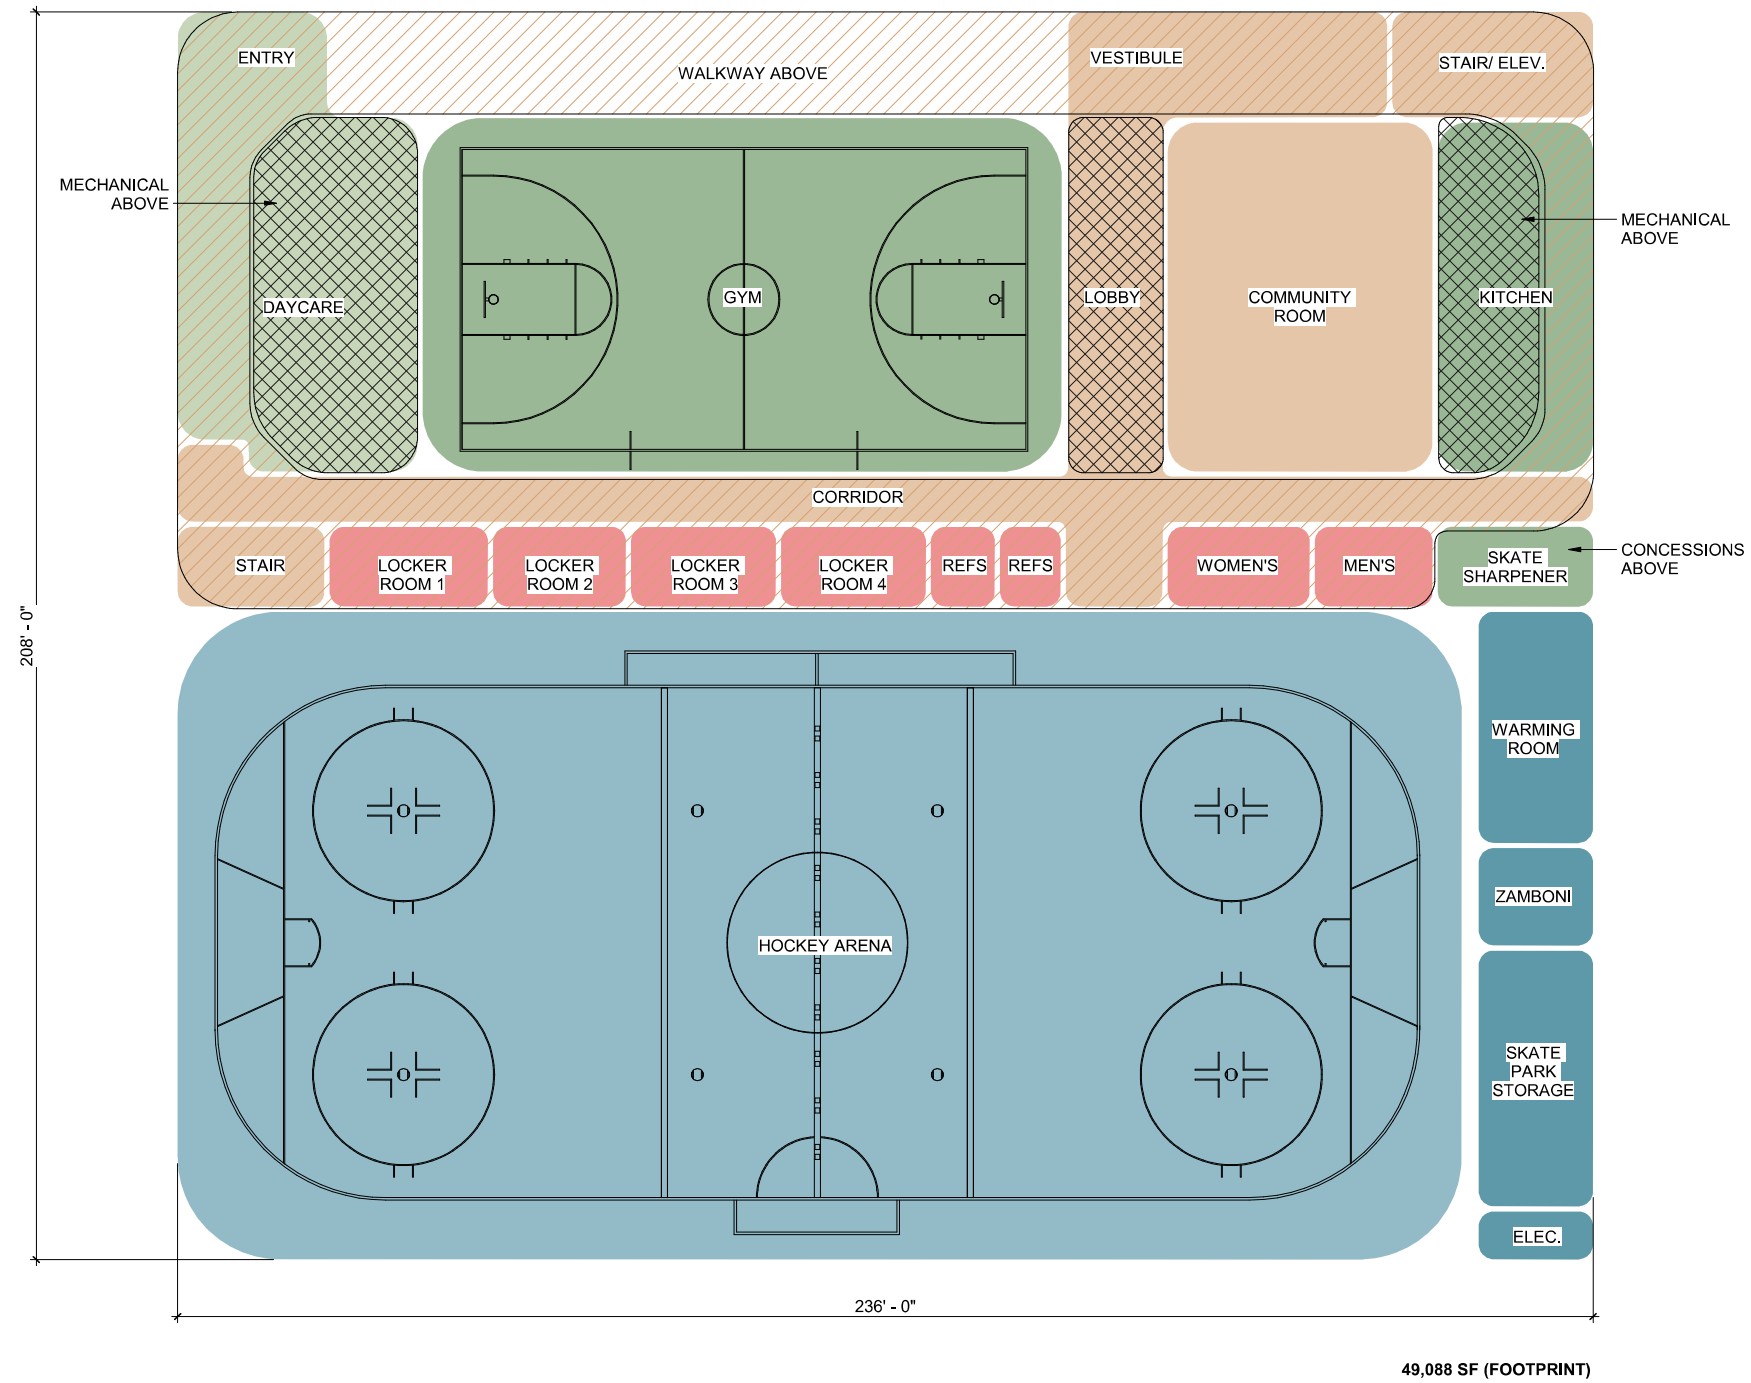 ENTRY
WALKWAY ABOVE
VESTIBULE
STAIR/ ELEV.
MECHANICAL
ABOVE
MECHANICAL
ABOVE
DAYCARE
GYM
LOBBY
COMMUNITY
ROOM
KITCHEN
CORRIDOR
STAIR
LOCKER
ROOM 1
LOCKER
ROOM 2
LOCKER
ROOM 3
LOCKER
ROOM 4
REFS
REFS
WOMEN'S
MEN'S
SKATE
SHARPENER
CONCESSIONS
ABOVE
208' - 0"
WARMING
ROOM
ZAMBONI
HOCKEY ARENA
SKATE
PARK
STORAGE
ELEC.
236' - 0"
49,088 SF (FOOTPRINT)